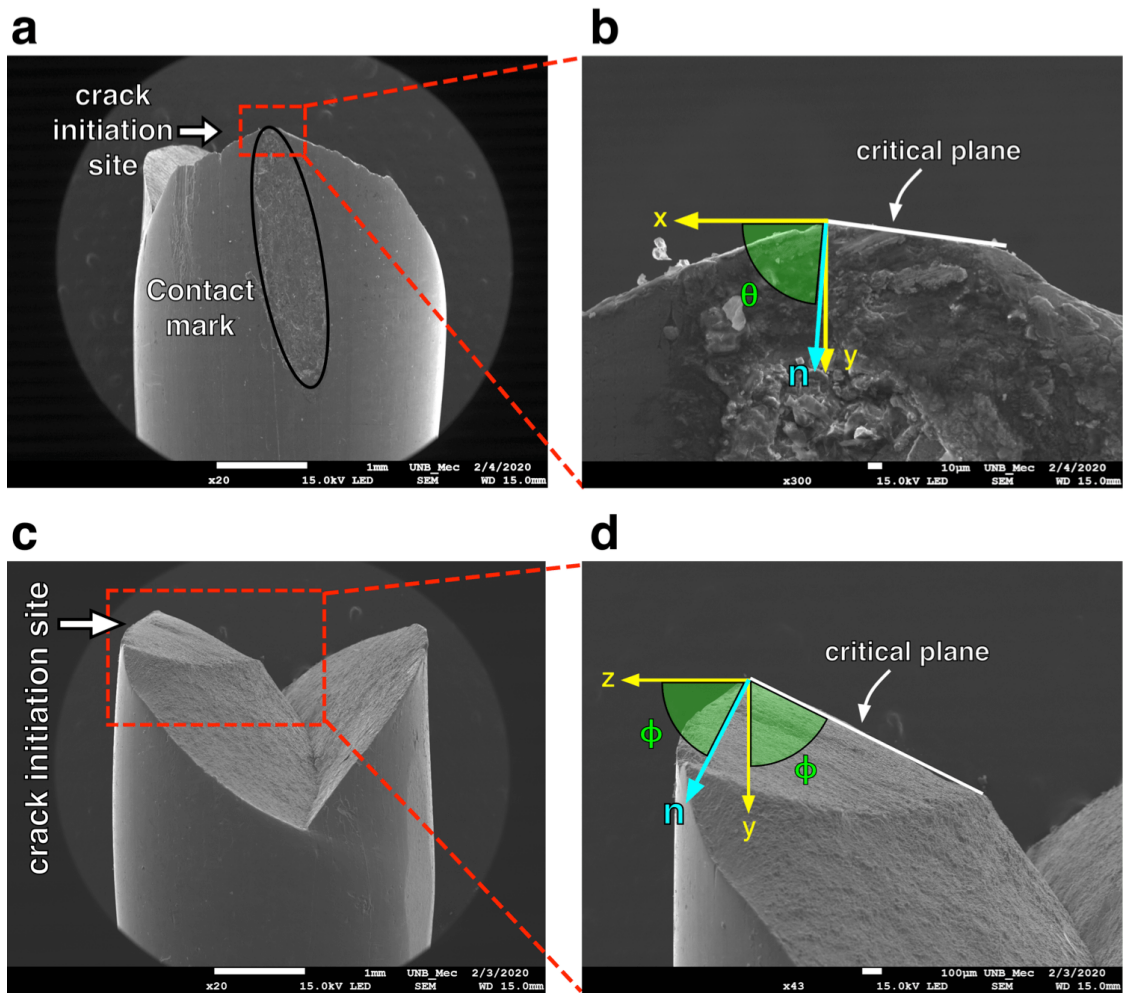 a
crack
initiation
site
Contact
mark
1mm UNB_Mec 2/4/2020
x20 15.0kV LED SEM WD 15.0mm
b
critical plane
x
θ
n
y
10µm UNB_Mec 2/4/2020
x300 15.0kV LED SEM WD 15.0mm
c
crack initiation site
1mm UNB_Mec 2/3/2020
x20 15.0kV LED SEM WD 15.0mm
d
critical plane
z
ϕ
ϕ
n
y
100µm UNB_Mec 2/3/2020
x43 15.0kV LED SEM WD 15.0mm